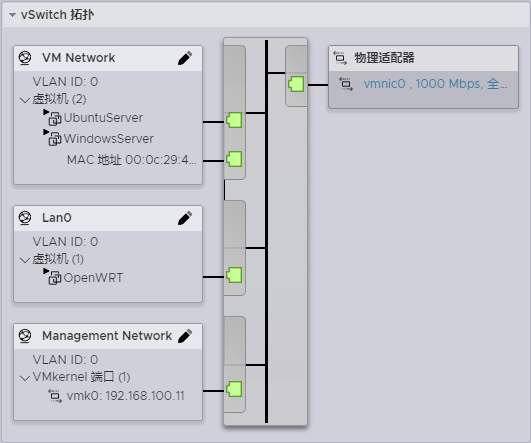 vSwitch 拓扑
VM Network
VLAN ID: 0
虚拟机 (2)
UbuntuServer
WindowsServer
MAC 地址 00:0c:29:4...
物理适配器
vmnic0 , 1000 Mbps, 全...
Lan0
VLAN ID: 0
虚拟机 (1)
OpenWRT
Management Network
VLAN ID: 0
VMkernel 端口 (1)
vmk0: 192.168.100.11